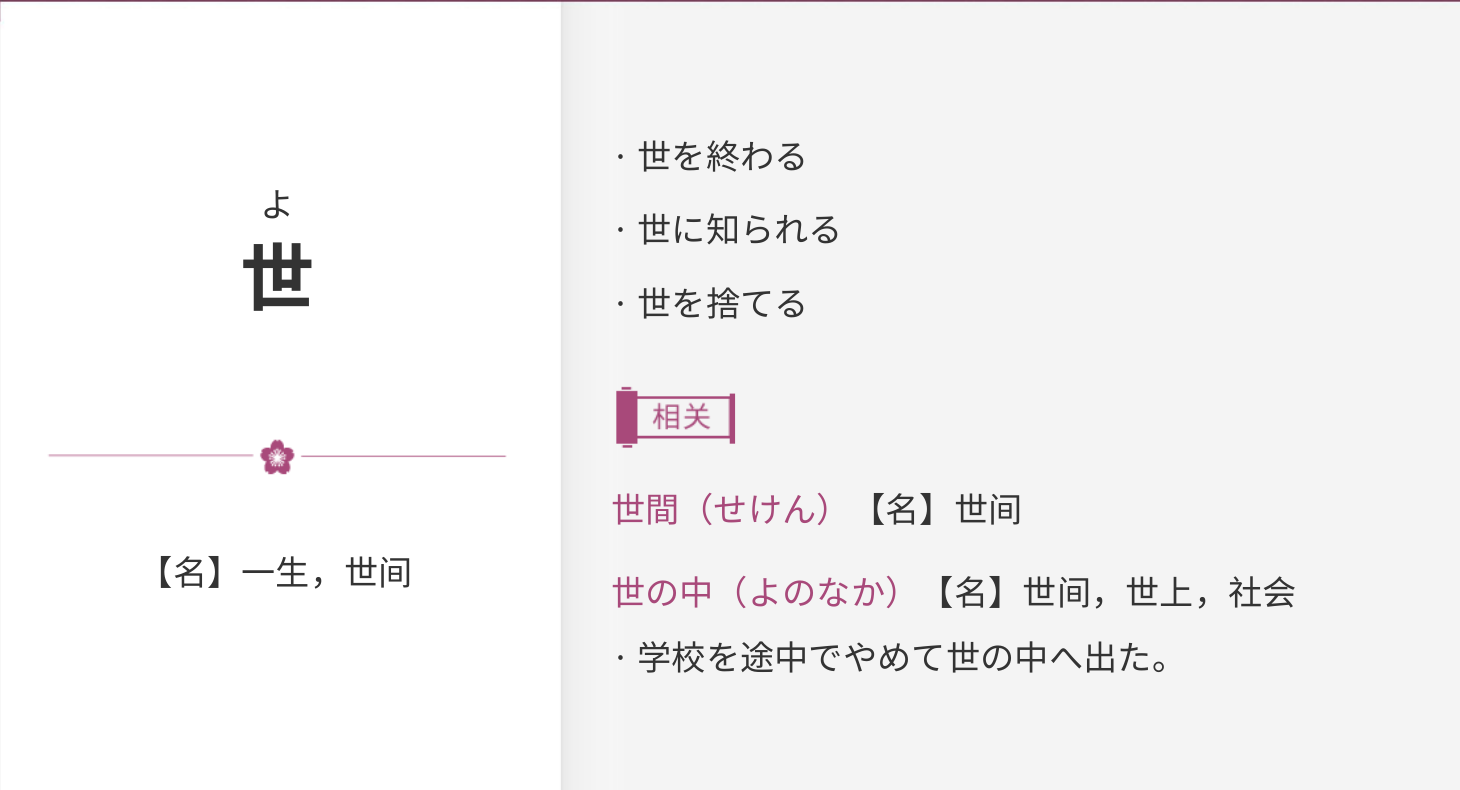 よ
世
【名】一生，世间
· 世を終わる
· 世に知られる
· 世を捨てる
相关
世間（せけん）【名】世间
世の中（よのなか）【名】世间，世上，社会
· 学校を途中でやめて世の中へ出た。